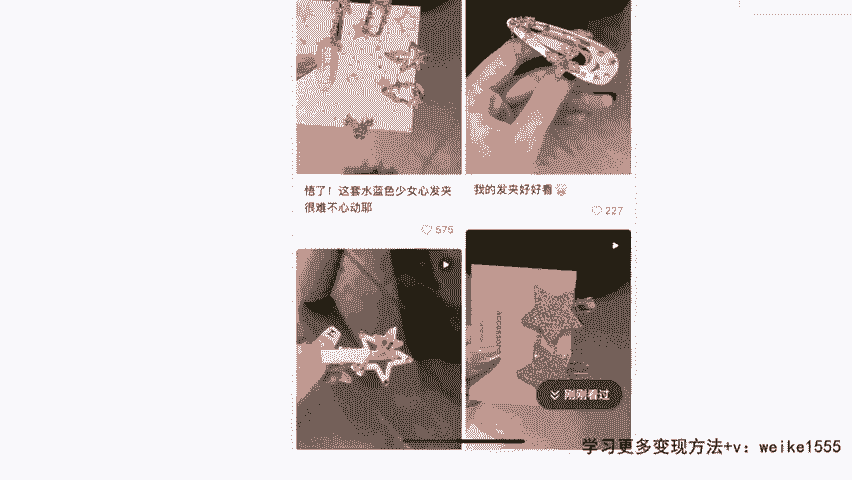 悟了！这套水蓝色少女心发夹
很难不心动耶
575
我的发夹好好看
227
刚刚看过
学习更多变现方法+v：weike1555